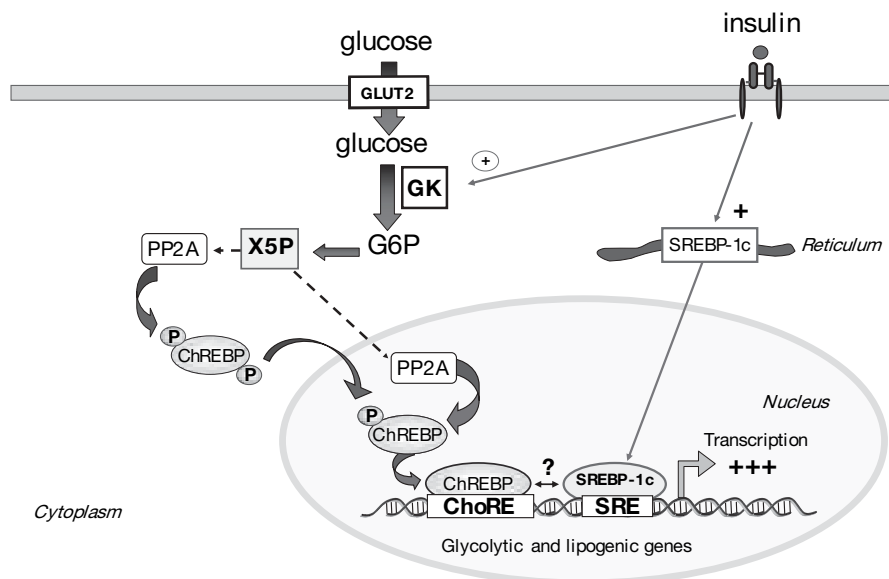 insulin
glucose
GLUT2
glucose
+
GK
+
PP2A
X5P
G6P
SREBP-1c
Reticulum
P
ChREBP
P
PP2A
Nucleus
P
ChREBP
Transcription
+++
?
ChREBP
SREBP-1c
ChoRE
SRE
Cytoplasm
Glycolytic and lipogenic genes